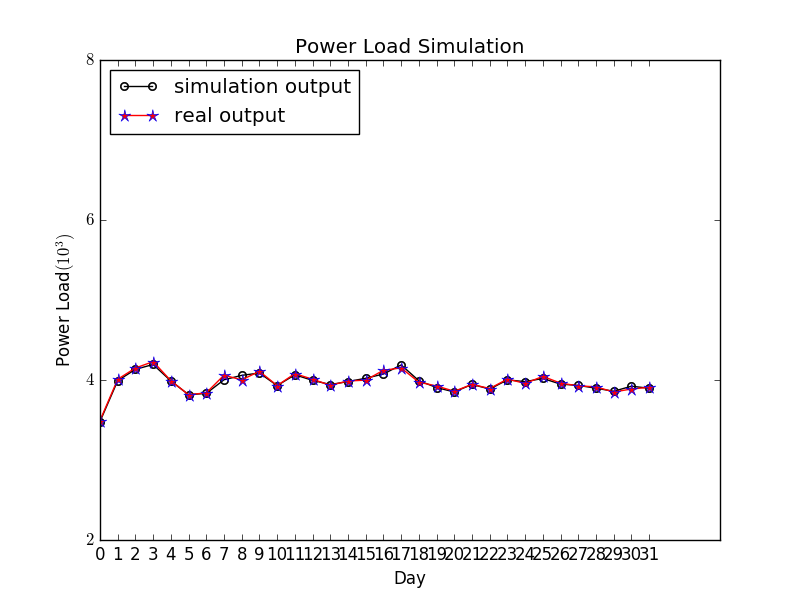 Power Load Simulation
simulation output
real output
8
6
4
2
Power Load(10³)
0 1 2 3 4 5 6 7 8 9 10 11 12 13 14 15 16 17 18 19 20 21 22 23 24 25 26 27 28 29 30 31
Day